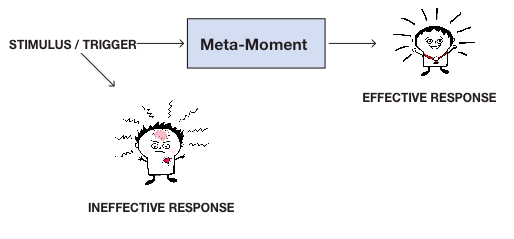 STIMULUS / TRIGGER
Meta-Moment
EFFECTIVE RESPONSE
INEFFECTIVE RESPONSE